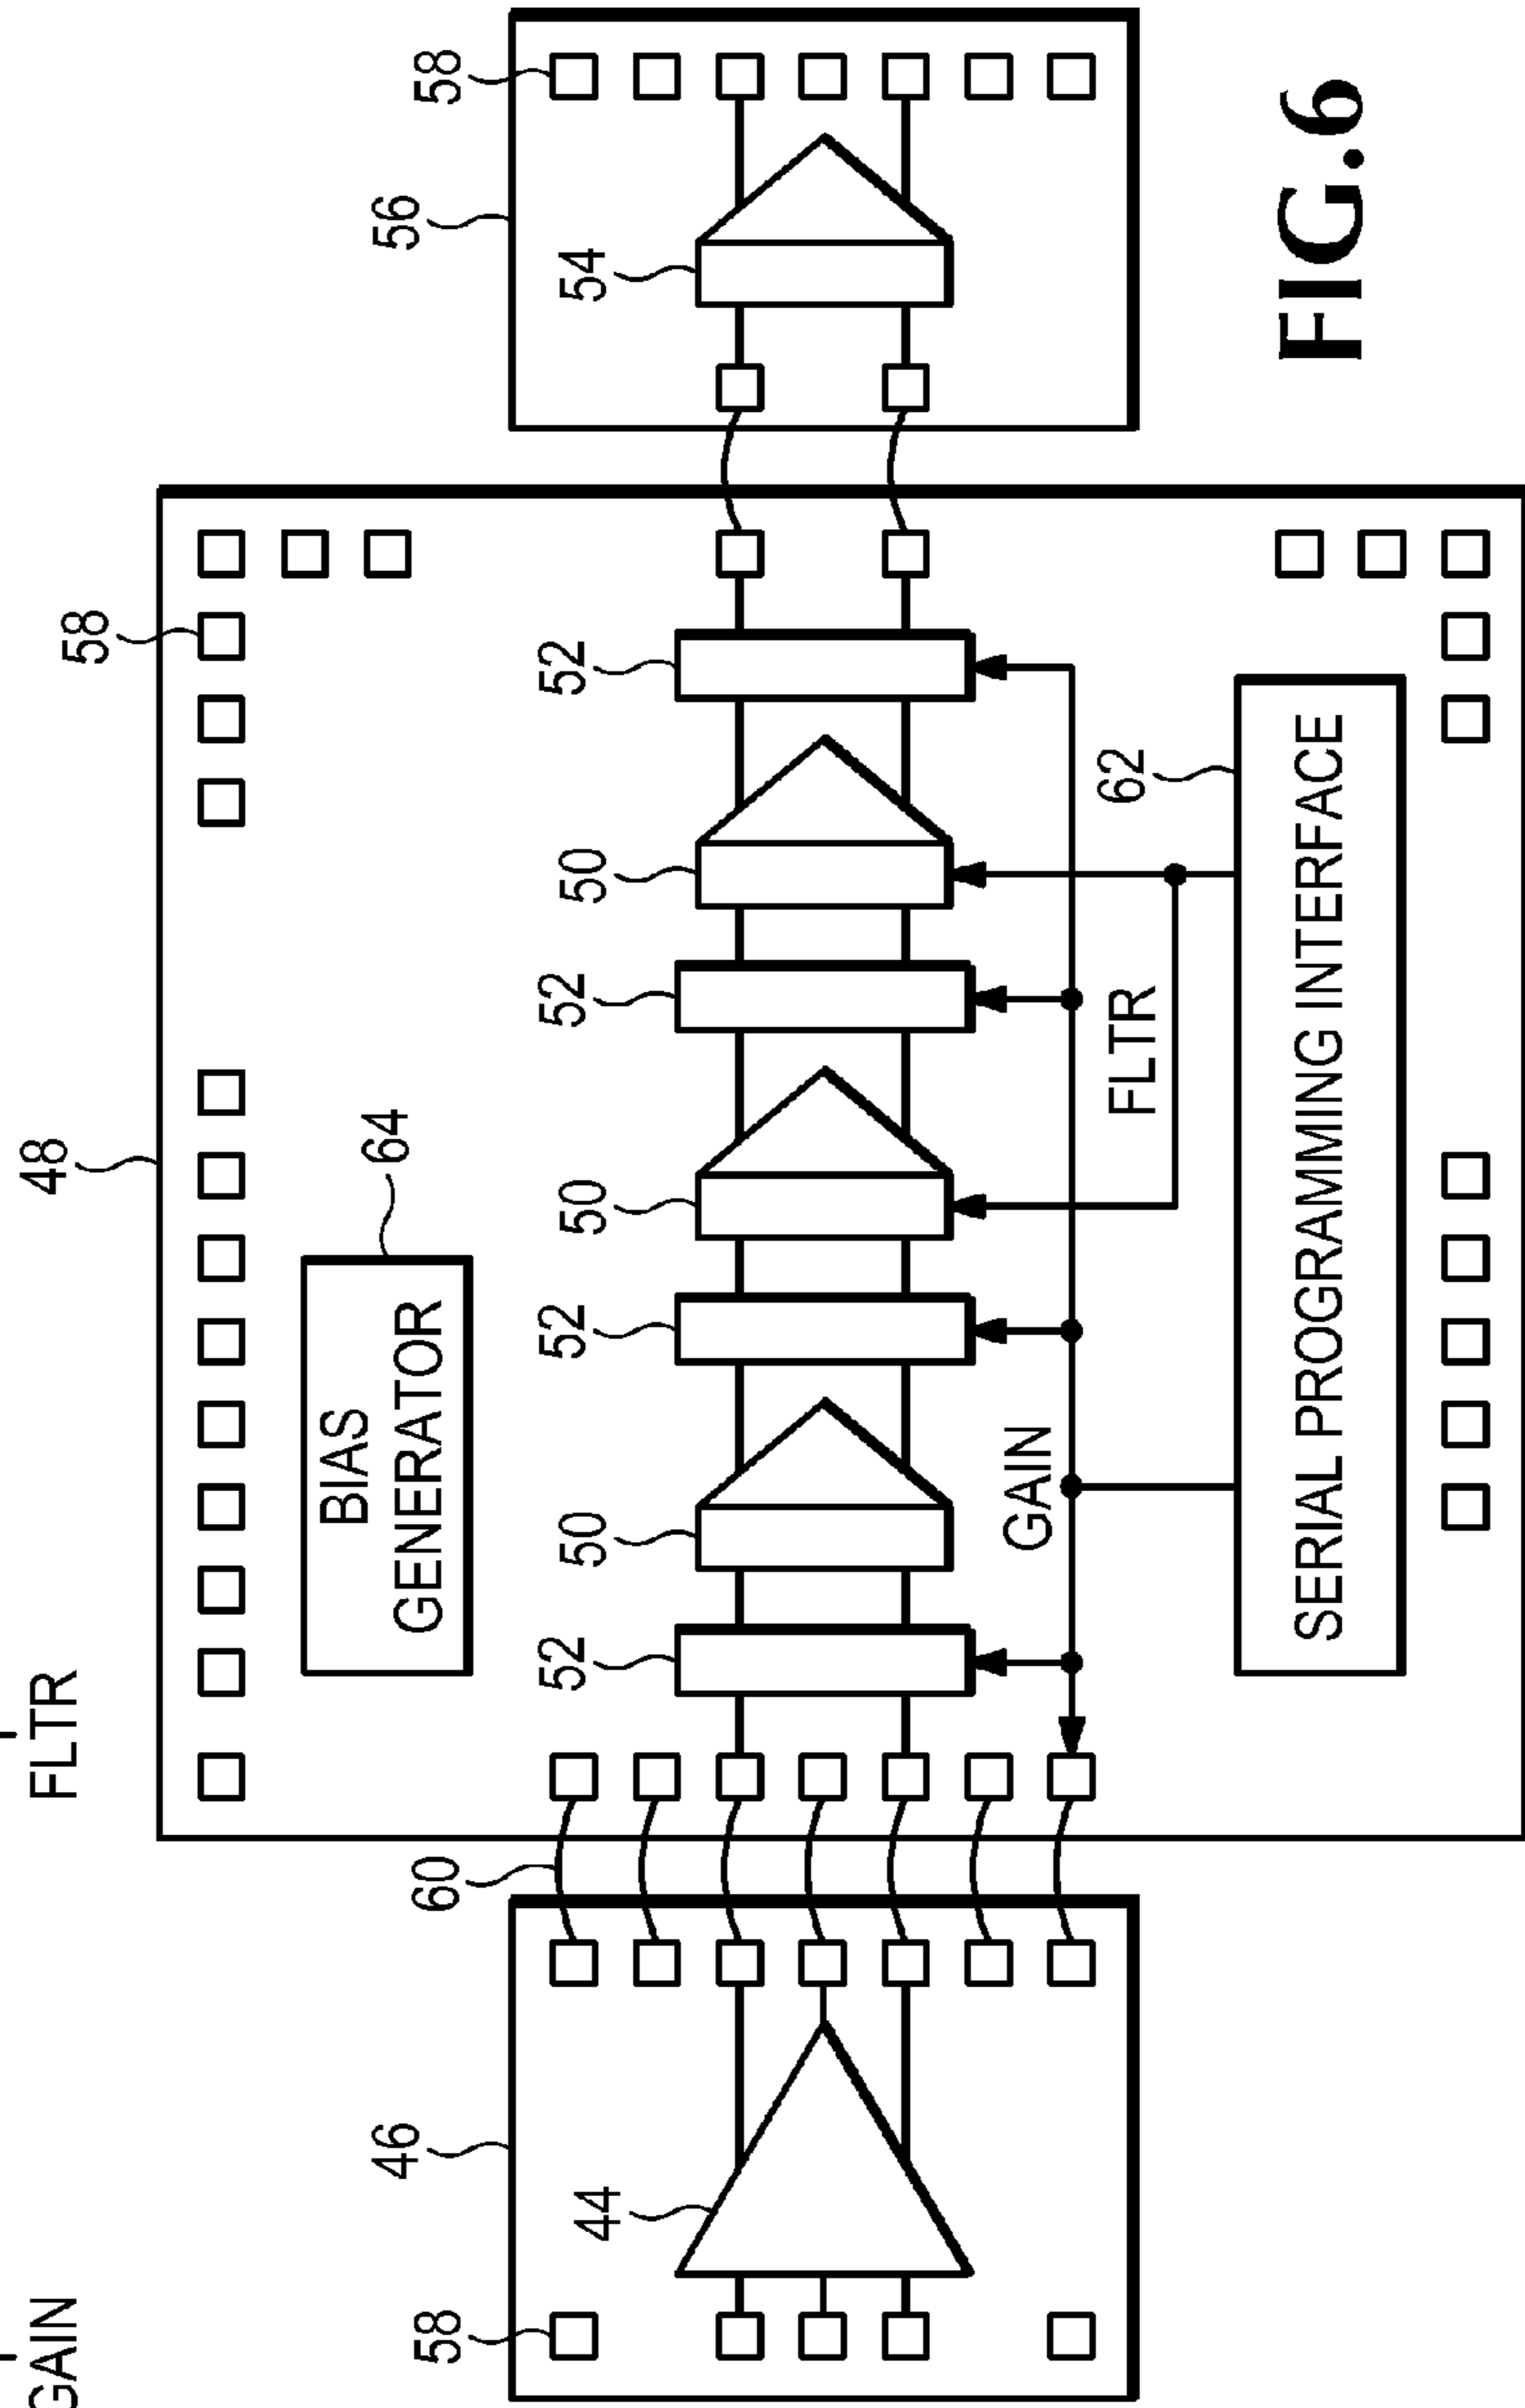 GAIN
FLTR
48
58
46
60
56
58
58
BIAS
GENERATOR
64
44
54
52
50
52
50
52
50
52
GAIN
FLTR
62
SERIAL PROGRAMMING INTERFACE
FIG.6